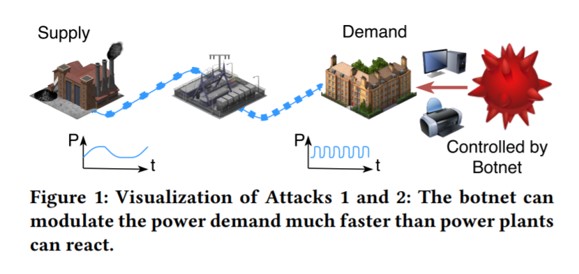 Supply
Demand
P
t
P
t
Controlled by
Botnet
Figure 1: Visualization of Attacks 1 and 2: The botnet can
modulate the power demand much faster than power plants
can react.